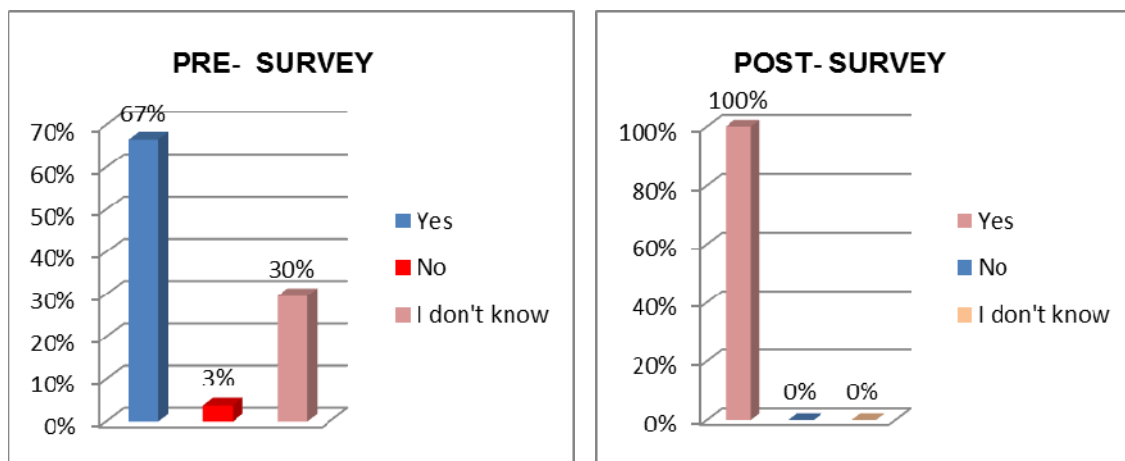 PRE- SURVEY
67%
70%
60%
50%
40%
30%
20%
10%
0%
3%
30%
Yes
No
I don't know
POST- SURVEY
100%
100%
80%
60%
40%
20%
0%
0%
0%
Yes
No
I don't know